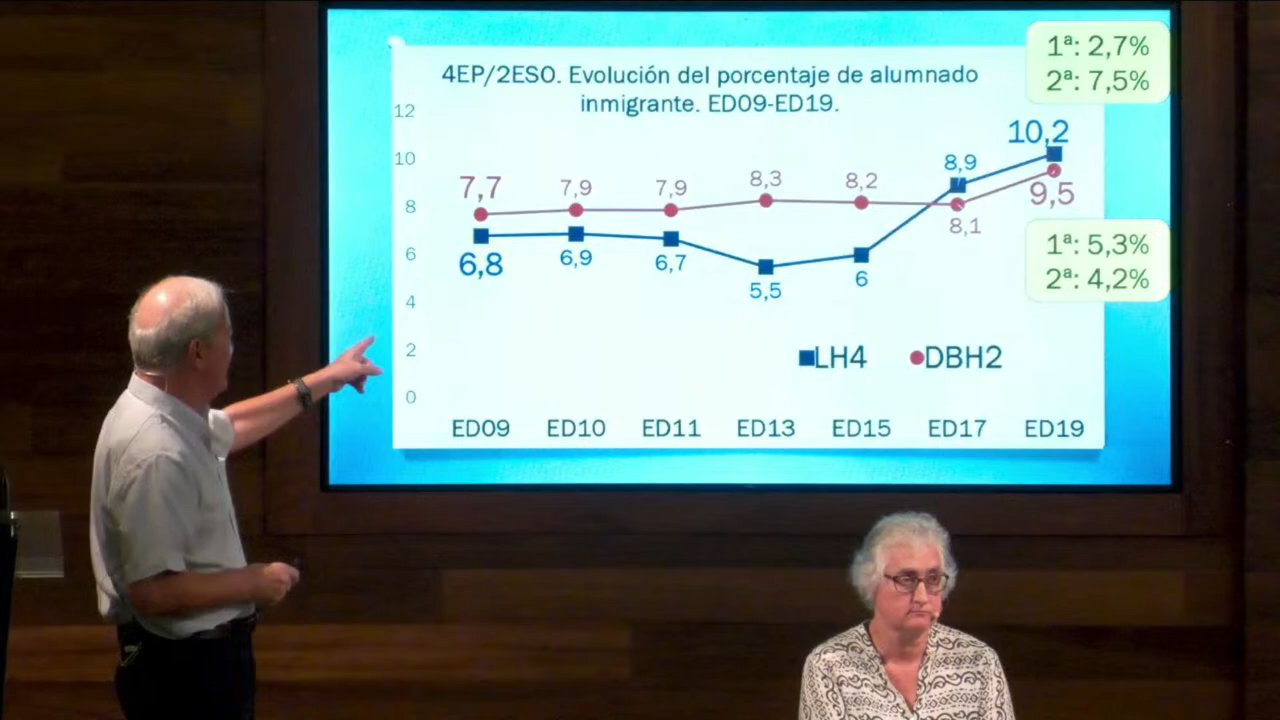 4EP/2ESO. Evolución del porcentaje de alumnado
inmigrante. ED09-ED19.
1ª: 2,7%
2ª: 7,5%
12
10
8
6
4
2
0
7,7
7,9
7,9
8,3
8,2
8,9
10,2
6,8
6,9
6,7
5,5
6
8,1
9,5
1ª: 5,3%
2ª: 4,2%
LH4
DBH2
ED09 ED10 ED11 ED13 ED15 ED17 ED19